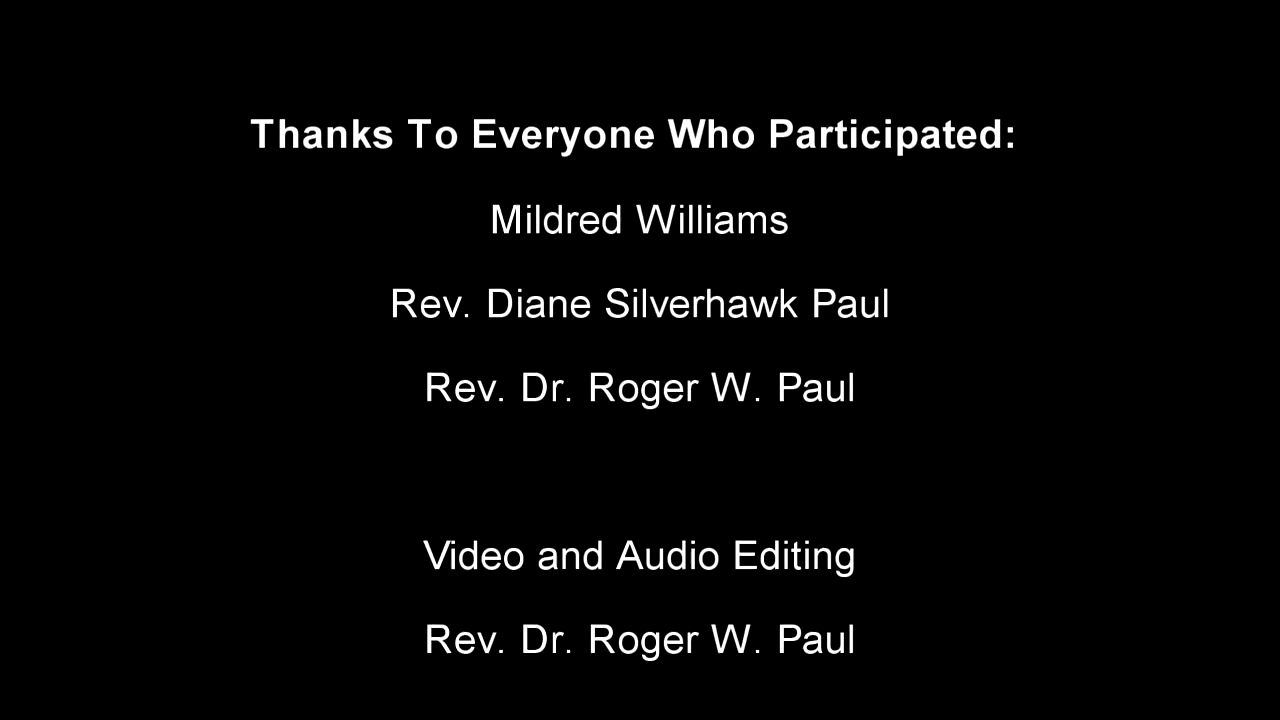 Thanks To Everyone Who Participated:
Mildred Williams
Rev. Diane Silverhawk Paul
Rev. Dr. Roger W. Paul
Video and Audio Editing
Rev. Dr. Roger W. Paul